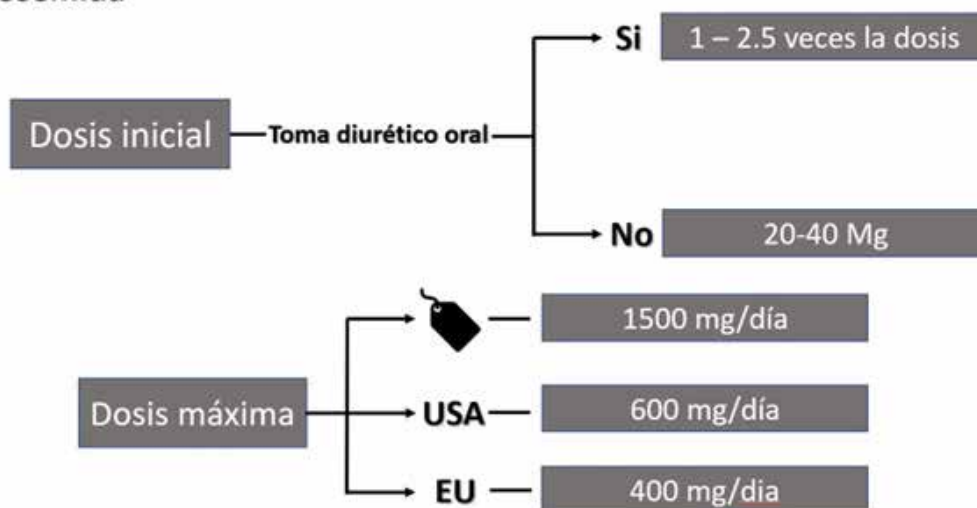 Si
1 – 2.5 veces la dosis
Dosis inicial
Toma diurético oral
No
20-40 Mg
1500 mg/día
Dosis máxima
USA
600 mg/día
EU
400 mg/dia